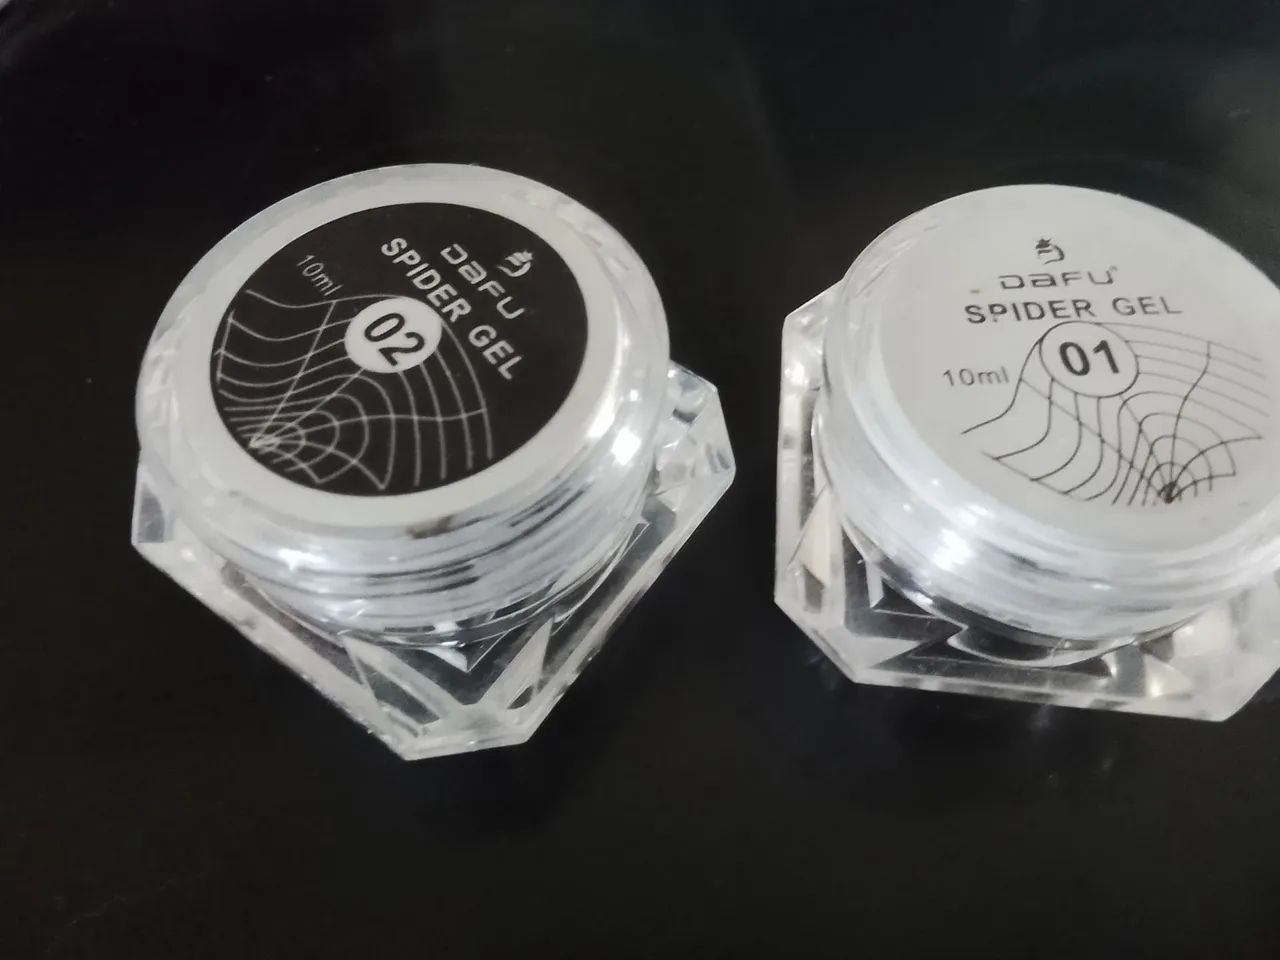 DaFU
SPIDER GEL
10ml
02
DaFU
SPIDER GEL
10ml
01